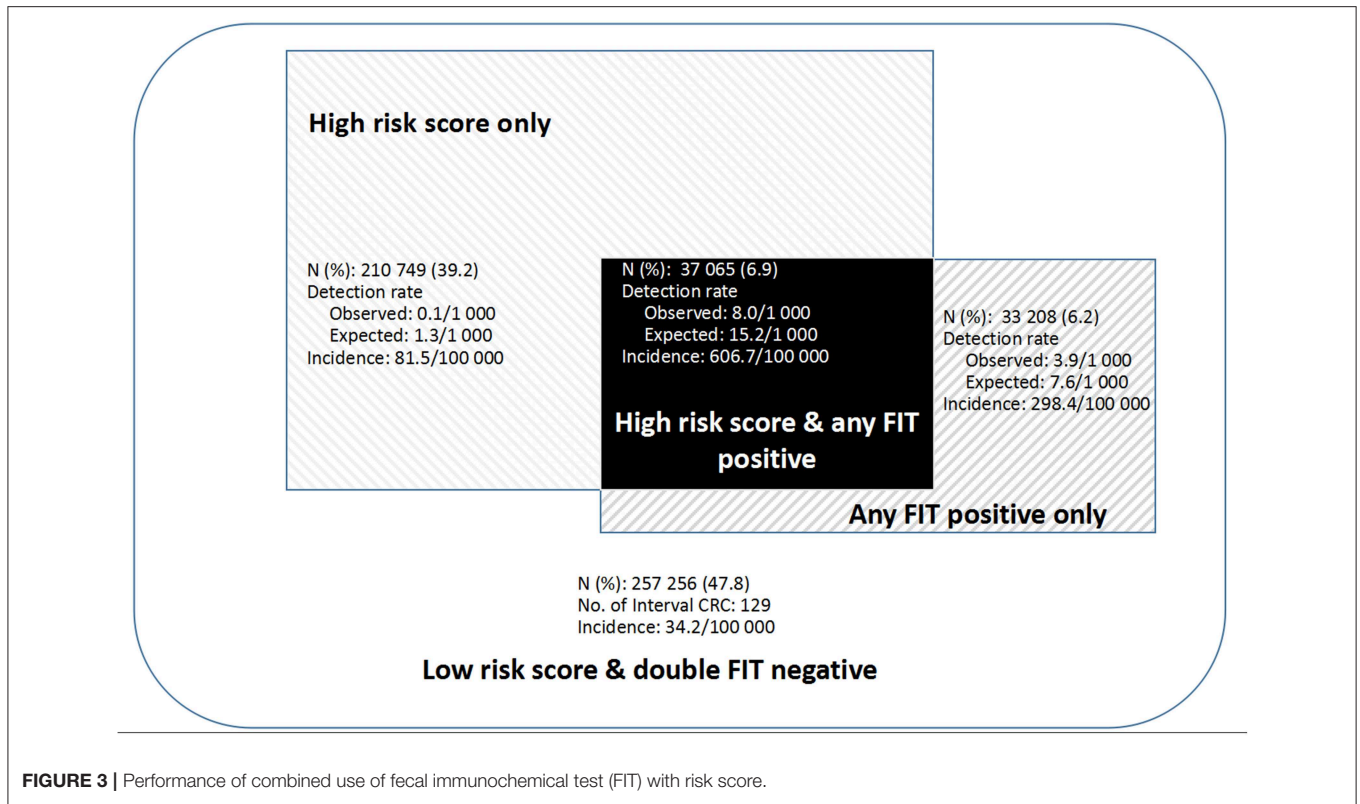 High risk score only
N (%): 210 749 (39.2)
Detection rate
Observed: 0.1/1 000
Expected: 1.3/1 000
Incidence: 81.5/100 000
N (%): 37 065 (6.9)
Detection rate
Observed: 8.0/1 000
Expected: 15.2/1 000
Incidence: 606.7/100 000
High risk score & any FIT
positive
N (%): 33 208 (6.2)
Detection rate
Observed: 3.9/1 000
Expected: 7.6/1 000
Incidence: 298.4/100 000
Any FIT positive only
N (%): 257 256 (47.8)
No. of Interval CRC: 129
Incidence: 34.2/100 000
Low risk score & double FIT negative
FIGURE 3 | Performance of combined use of fecal immunochemical test (FIT) with risk score.